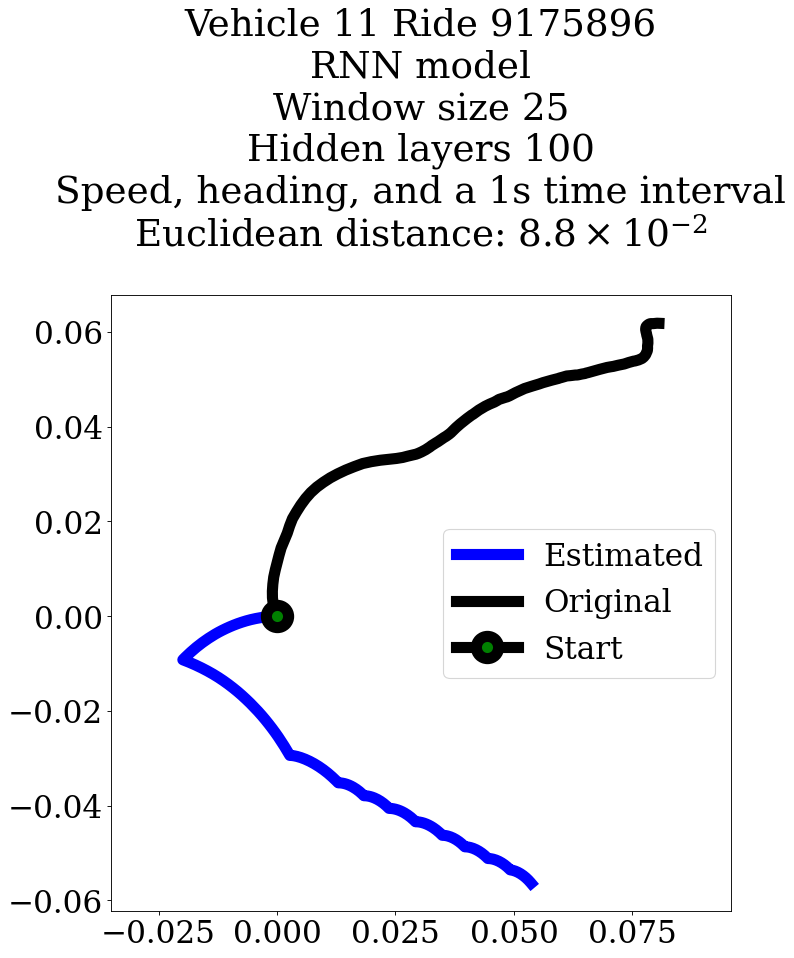 Vehicle 11 Ride 9175896
RNN model
Window size 25
Hidden layers 100
Speed, heading, and a 1s time interval
Euclidean distance: 8.8 × 10⁻²
0.06
0.04
0.02
0.00
−0.02
−0.04
−0.06
Estimated
Original
Start
−0.025 0.000 0.025 0.050 0.075